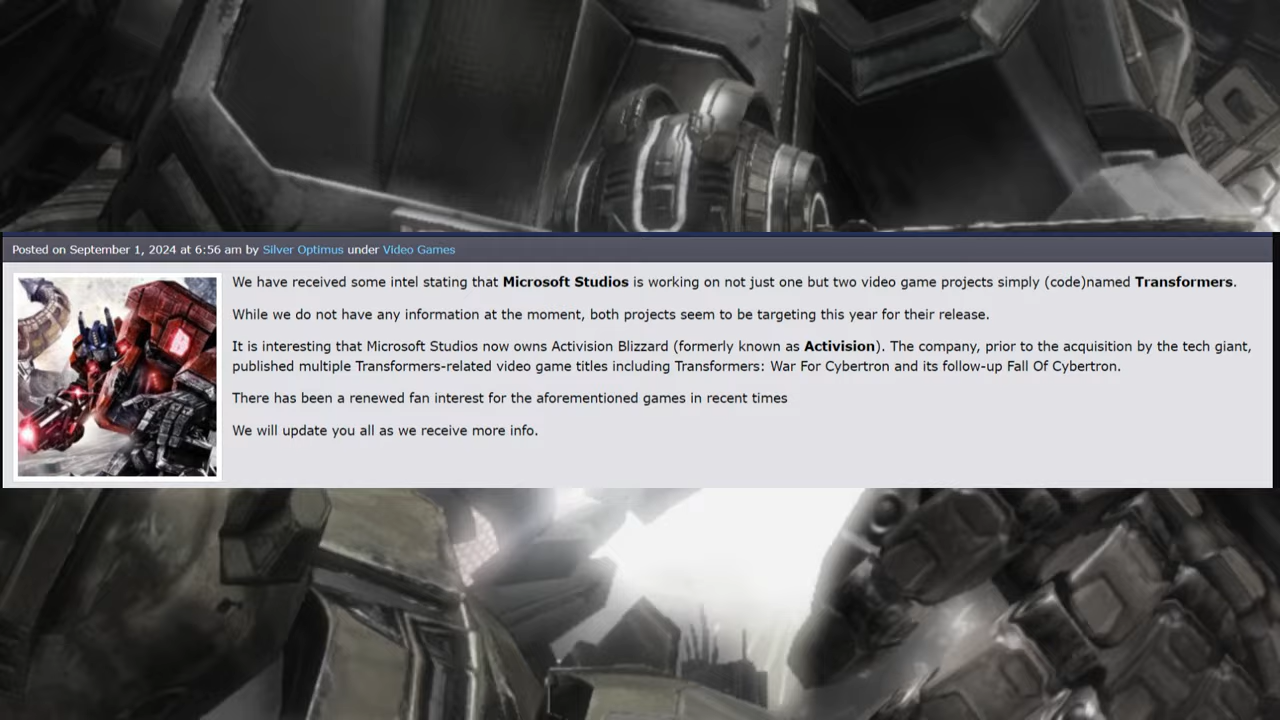 Posted on September 1, 2024 at 6:56 am by Silver Optimus under Video Games
We have received some intel stating that Microsoft Studios is working on not just one but two video game projects simply (code)named Transformers.
While we do not have any information at the moment, both projects seem to be targeting this year for their release.
It is interesting that Microsoft Studios now owns Activision Blizzard (formerly known as Activision). The company, prior to the acquisition by the tech giant,
published multiple Transformers-related video game titles including Transformers: War For Cybertron and its follow-up Fall Of Cybertron.
There has been a renewed fan interest for the aforementioned games in recent times
We will update you all as we receive more info.